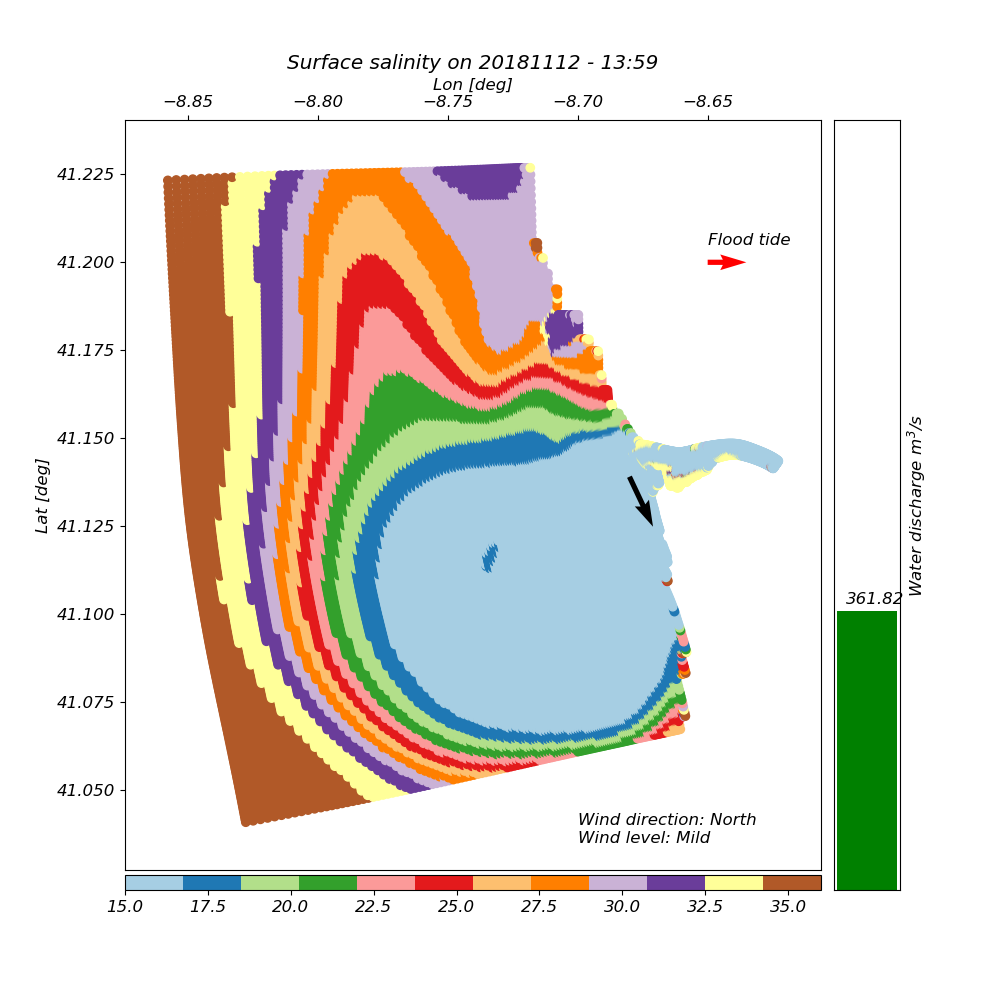 Surface salinity on 20181112 - 13:59
Lon [deg]
−8.85 −8.80 −8.75 −8.70 −8.65
41.225
41.200
41.175
41.150
41.125
41.100
41.075
41.050
Lat [deg]
Flood tide
Wind direction: North
Wind level: Mild
361.82
Water discharge m³/s
15.0 17.5 20.0 22.5 25.0 27.5 30.0 32.5 35.0